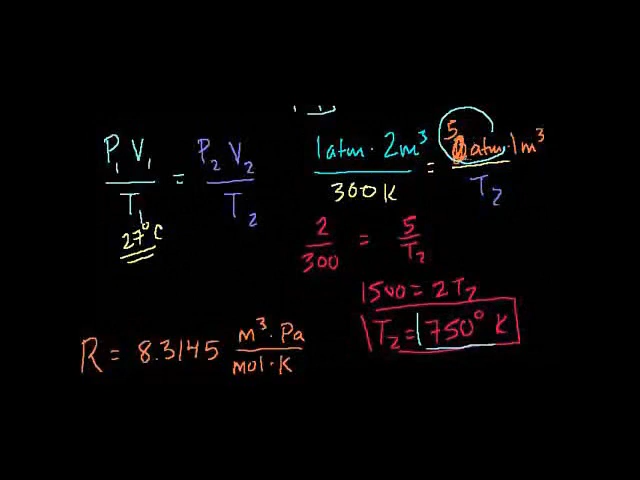 P₁V₁/T₁ = P₂V₂/T₂
27°C
1atm · 2m³/300K = 5atm · 1m³/T₂
2/300 = 5/T₂
1500 = 2T₂
T₂ = 750° K
R = 8.3145 m³·Pa/mol·K